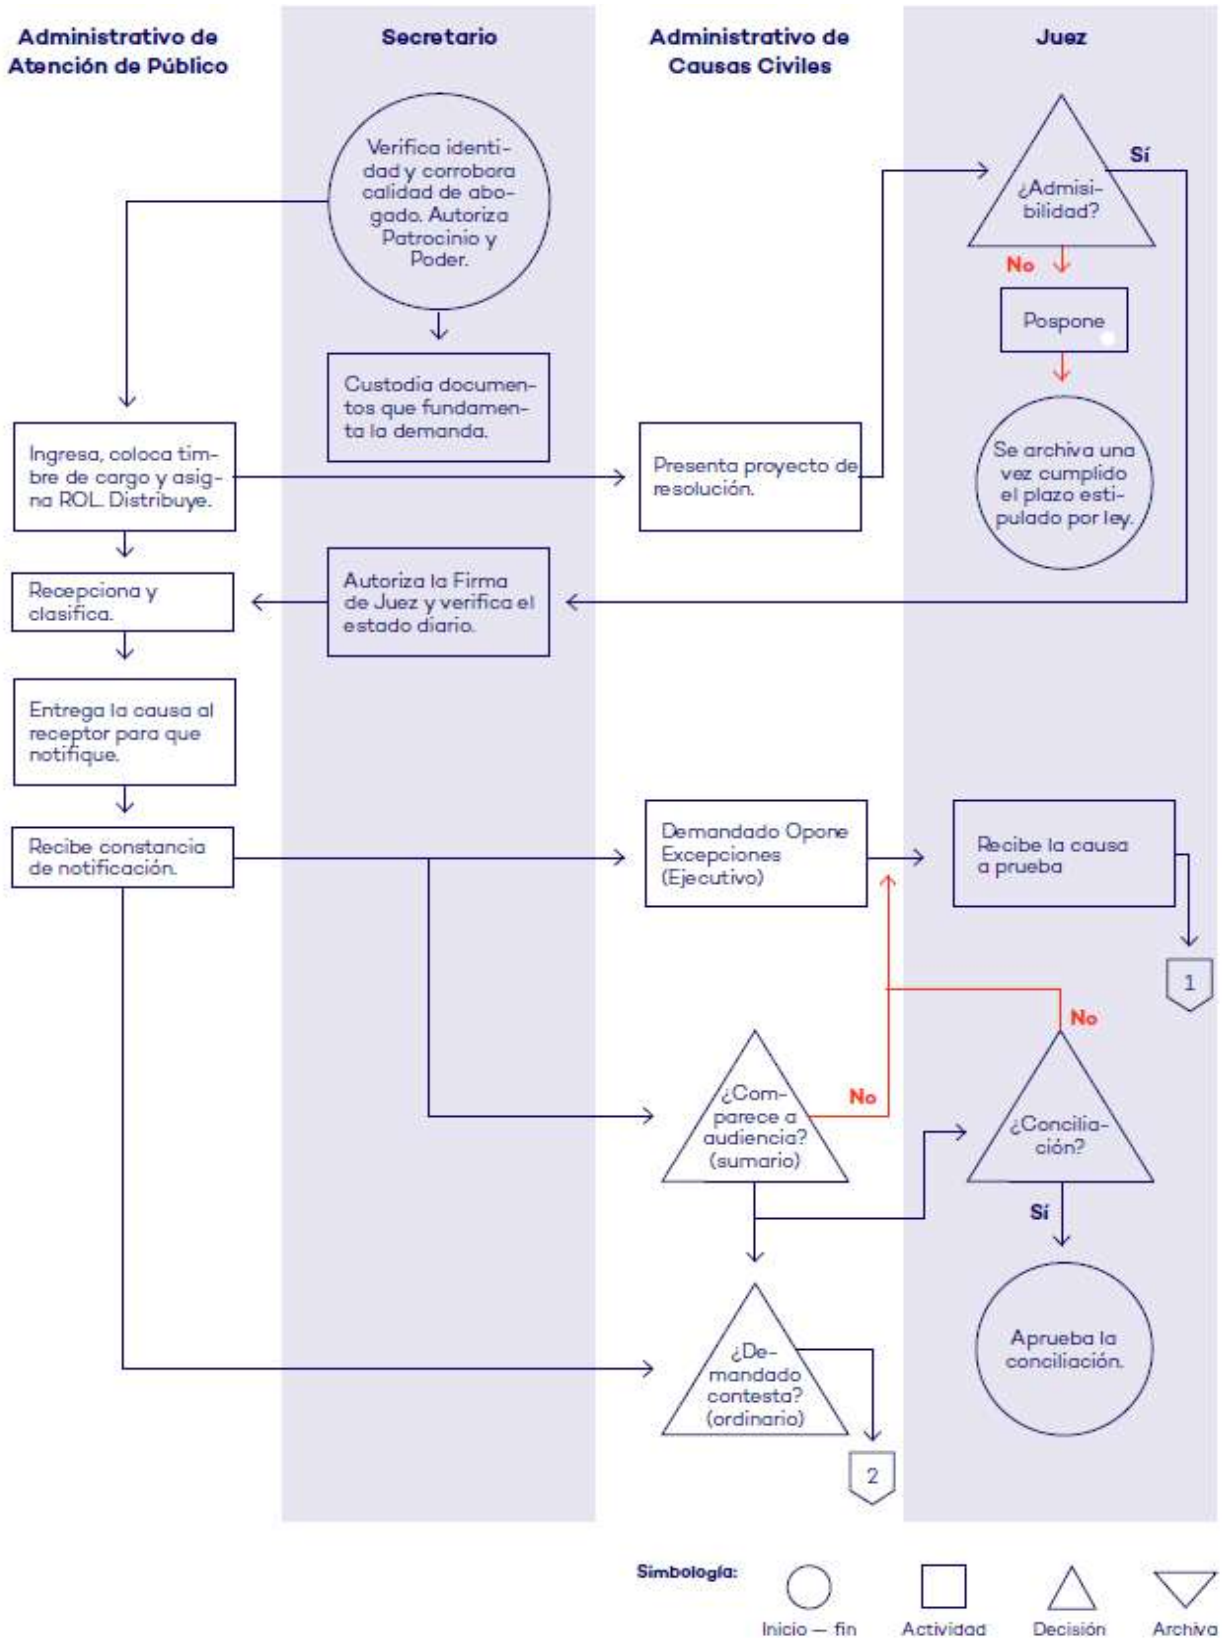 Administrativo de
Atención de Público
Secretario
Administrativo de
Causas Civiles
Juez
Verifica identi-
dad y corrobora
calidad de abo-
gado. Autoriza
Patrocinio y
Poder.
¿Admisi-
bilidad?
Sí
No
Pospone
Custodia documen-
tos que fundamen-
ta la demanda.
Ingresa, coloca tim-
bre de cargo y asig-
na ROL. Distribuye.
Presenta proyecto de
resolución.
Se archiva una
vez cumplido
el plazo esti-
pulado por ley.
Recepciona y
clasifica.
Autoriza la Firma
de Juez y verifica el
estado diario.
Entrega la causa al
receptor para que
notifique.
Recibe constancia
de notificación.
Demandado Opone
Excepciones
(Ejecutivo)
Recibe la causa
a prueba
1
No
¿Com-
parece a
audiencia?
(sumario)
No
¿Concilia-
ción?
Sí
¿De-
mandado
contesta?
(ordinario)
Aprueba la
conciliación.
2
Simbología:
Inicio — fin
Actividad
Decisión
Archiva